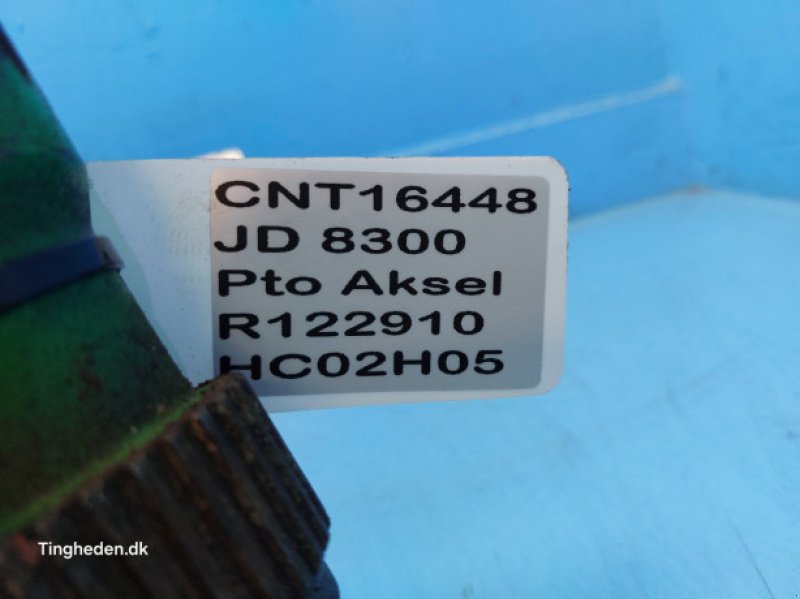 CNT16448
JD 8300
Pto Aksel
R122910
HC02H05
Tingheden.dk